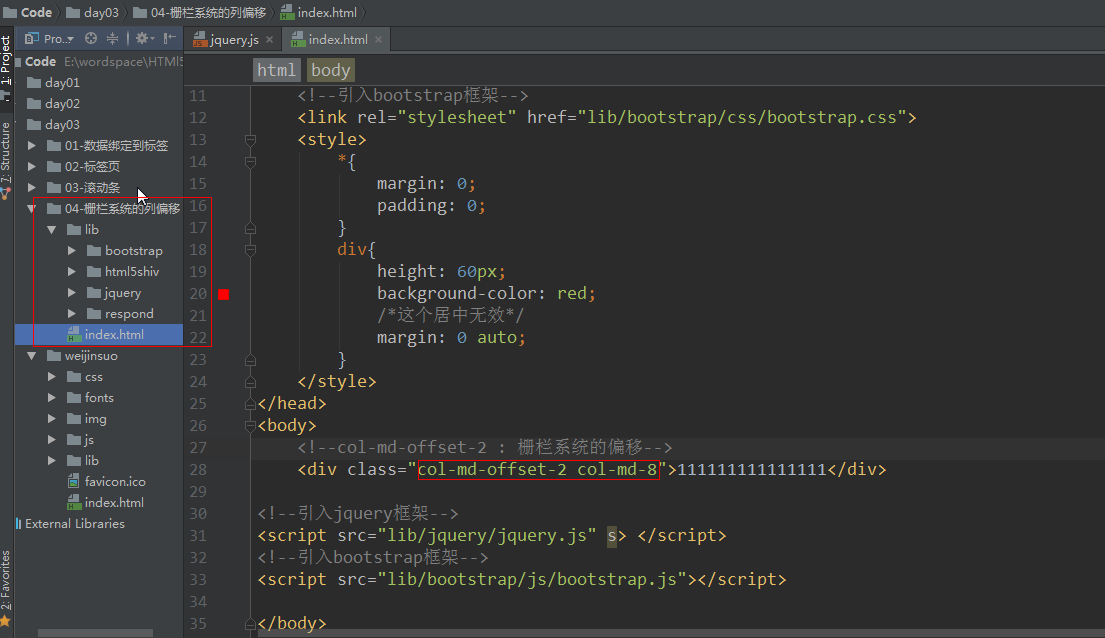 Code day03 04-栅栏系统的列偏移 index.html
1: Project
7: Structure
2: Favorites
Pro..
Code E:\wordspace\HTMl5
day01
day02
day03
01-数据绑定到标签
02-标签页
03-滚动条
04-栅栏系统的列偏移
lib
bootstrap
html5shiv
jquery
respond
index.html
weijinsuo
css
fonts
img
js
lib
favicon.ico
index.html
External Libraries
jquery.js index.html
html body
11 <!--引入bootstrap框架-->
12 <link rel="stylesheet" href="lib/bootstrap/css/bootstrap.css">
13 <style>
14 *{
15 margin: 0;
16 padding: 0;
17 }
18 div{
19 height: 60px;
20 background-color: red;
21 /*这个居中无效*/
22 margin: 0 auto;
23 }
24 </style>
25 </head>
26 <body>
27 <!--col-md-offset-2 : 栅栏系统的偏移-->
28 <div class="col-md-offset-2 col-md-8">111111111111111</div>
29
30 <!--引入jquery框架-->
31 <script src="lib/jquery/jquery.js" s> </script>
32 <!--引入bootstrap框架-->
33 <script src="lib/bootstrap/js/bootstrap.js"></script>
34
35 </body>